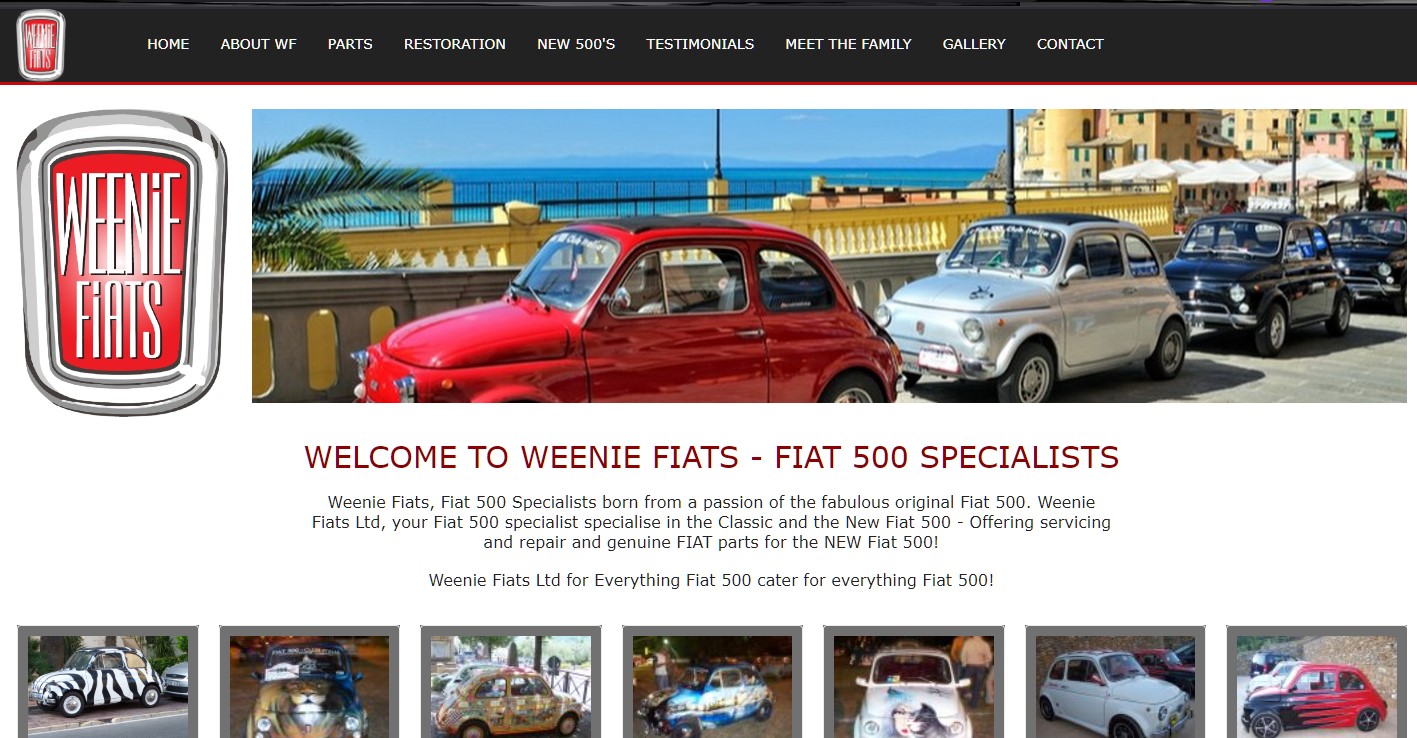 WEENiE
FiATS
HOME ABOUT WF PARTS RESTORATION NEW 500'S TESTIMONIALS MEET THE FAMILY GALLERY CONTACT
WEENiE
FiATS
WELCOME TO WEENIE FIATS - FIAT 500 SPECIALISTS
Weenie Fiats, Fiat 500 Specialists born from a passion of the fabulous original Fiat 500. Weenie
Fiats Ltd, your Fiat 500 specialist specialise in the Classic and the New Fiat 500 - Offering servicing
and repair and genuine FIAT parts for the NEW Fiat 500!
Weenie Fiats Ltd for Everything Fiat 500 cater for everything Fiat 500!